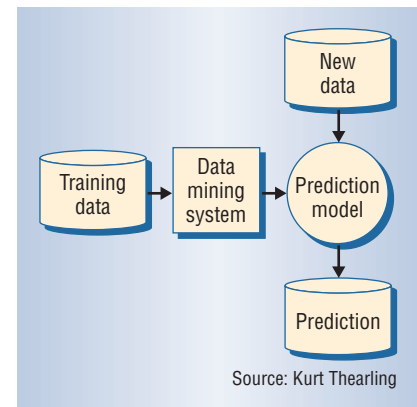 New
data
Training
data
Data
mining
system
Prediction
model
Prediction
Source: Kurt Thearling